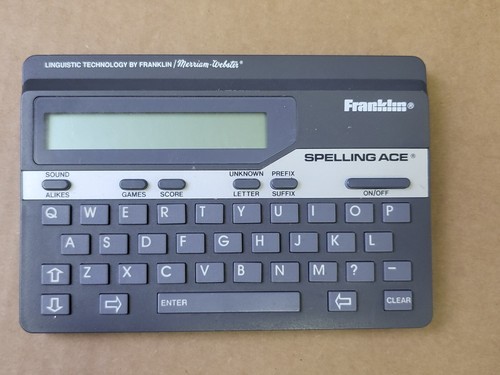 LINGUISTIC TECHNOLOGY BY FRANKLIN/Merriam-Webster®
Franklin®
SPELLING ACE®
SOUND UNKNOWN PREFIX
ALIKES GAMES SCORE LETTER SUFFIX ON/OFF
Q W E R T Y U I O P
A S D F G H J K L
Z X C V B N M ? –
ENTER CLEAR